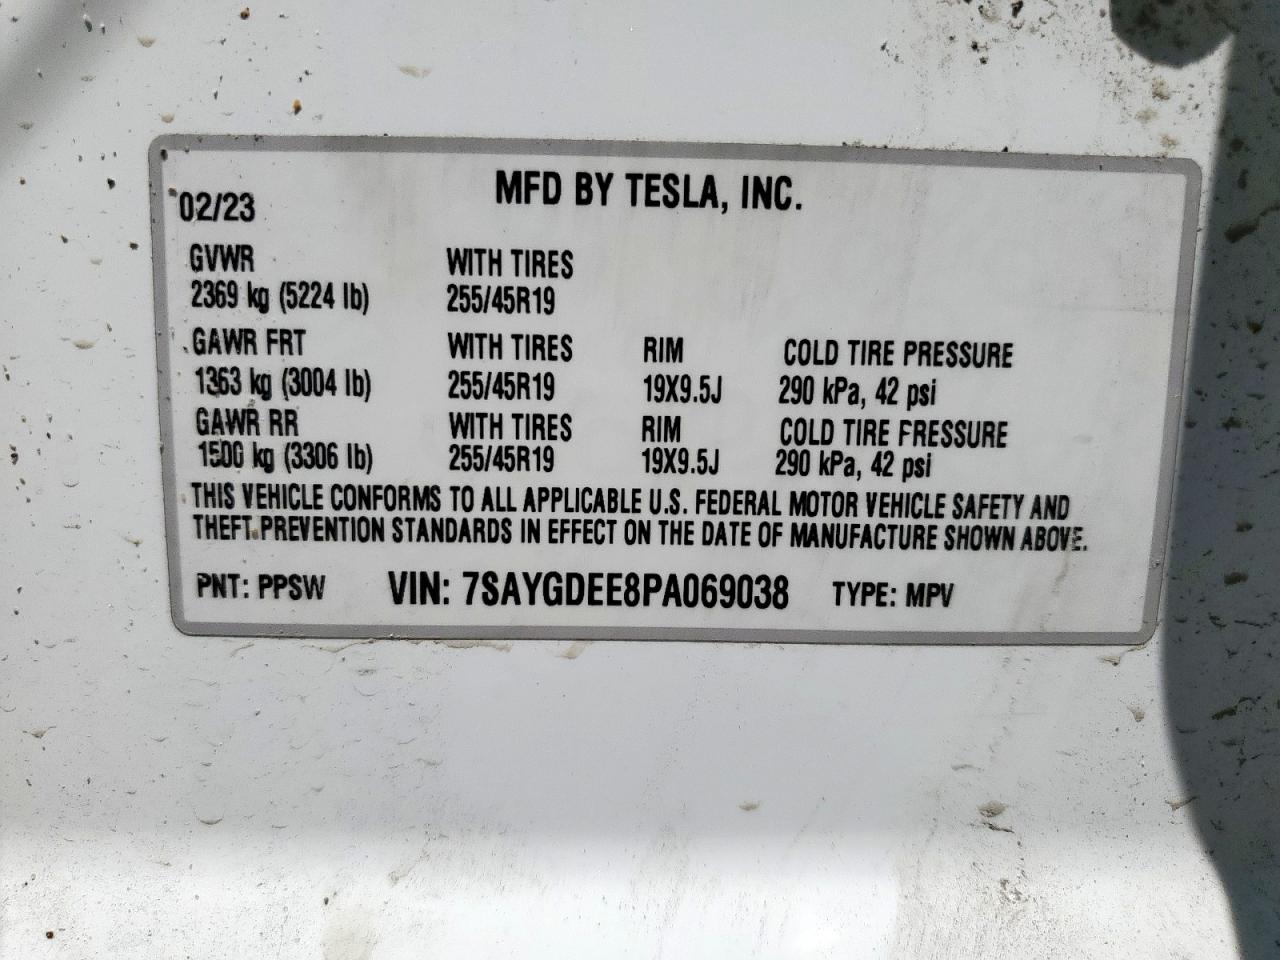 MFD BY TESLA, INC.
02/23
GVWR WITH TIRES
2369 kg (5224 lb) 255/45R19
GAWR FRT WITH TIRES RIM COLD TIRE PRESSURE
1363 kg (3004 lb) 255/45R19 19X9.5J 290 kPa, 42 psi
GAWR RR WITH TIRES RIM COLD TIRE PRESSURE
1500 kg (3306 lb) 255/45R19 19X9.5J 290 kPa, 42 psi
THIS VEHICLE CONFORMS TO ALL APPLICABLE U.S. FEDERAL MOTOR VEHICLE SAFETY AND
THEFT PREVENTION STANDARDS IN EFFECT ON THE DATE OF MANUFACTURE SHOWN ABOVE.
PNT: PPSW VIN: 7SAYGDEE8PA069038 TYPE: MPV